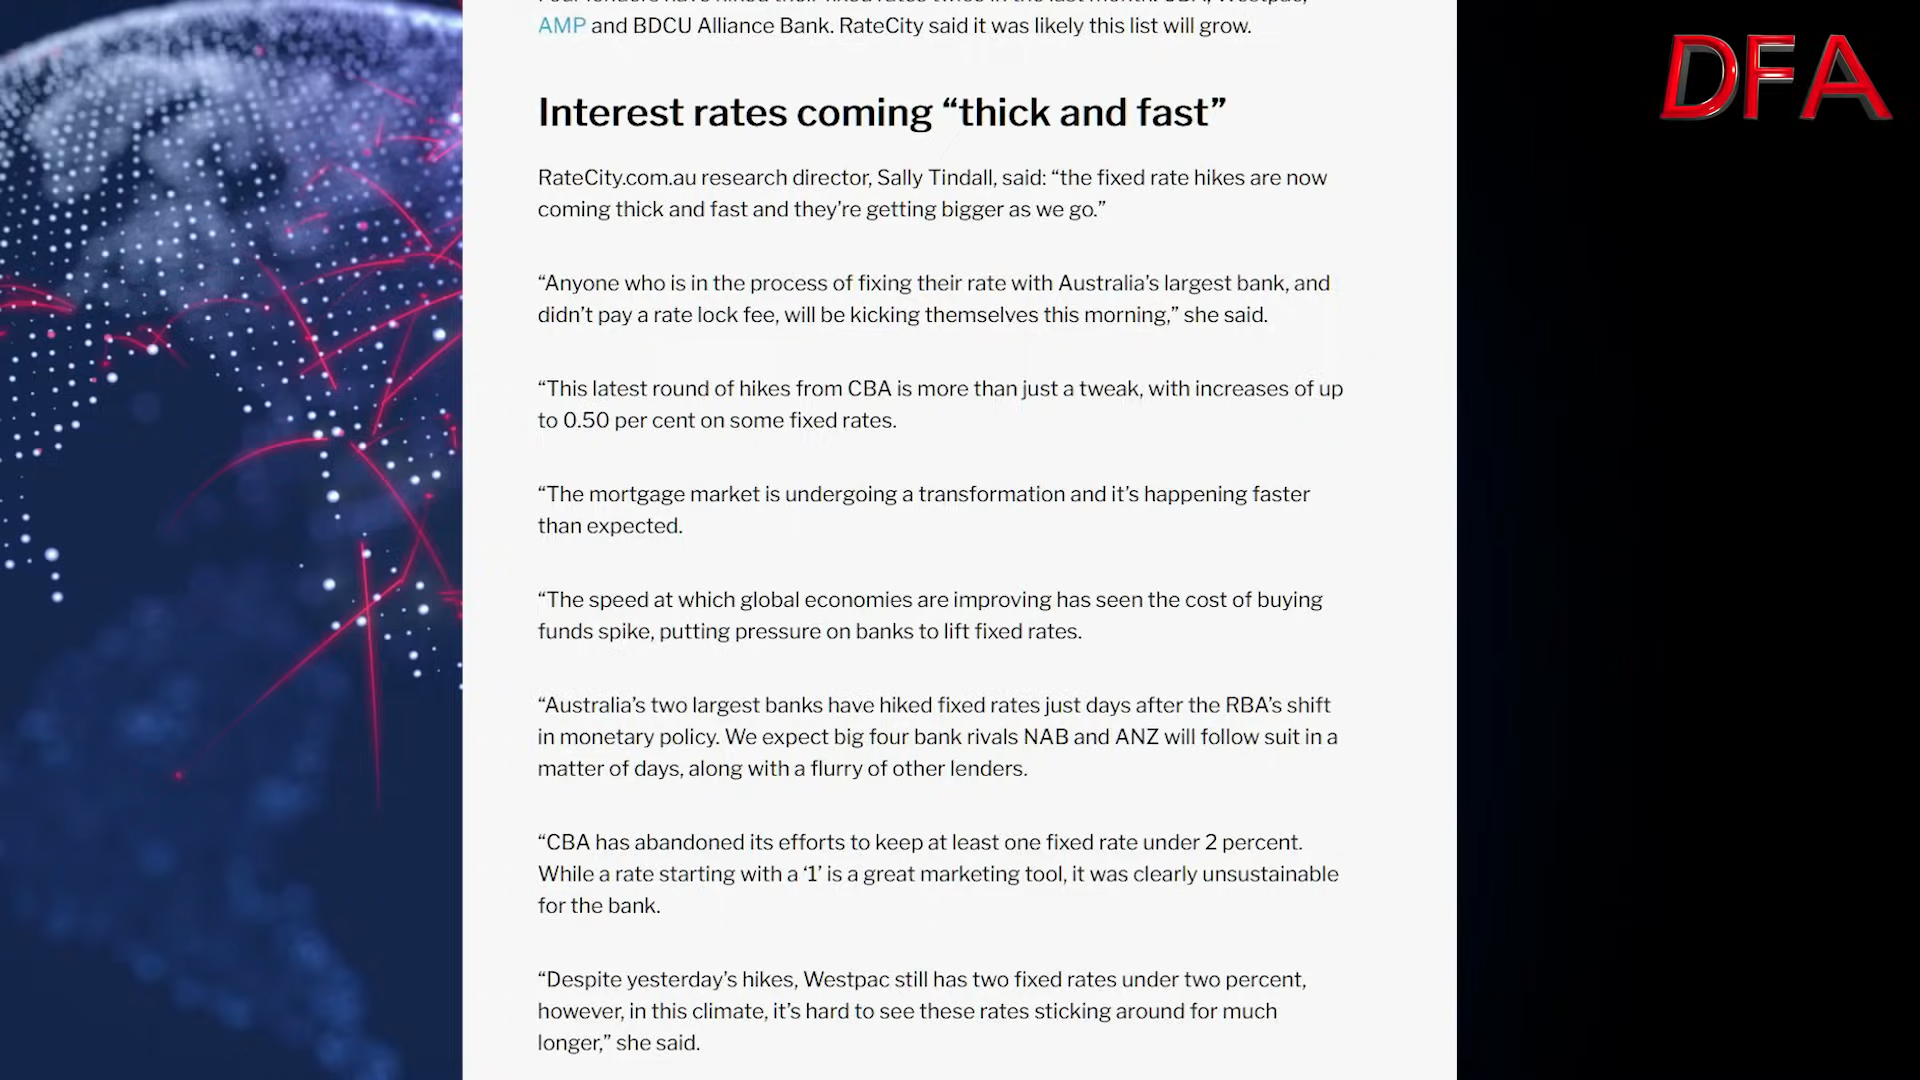 AMP and BDCU Alliance Bank. RateCity said it was likely this list will grow.
DFA
Interest rates coming “thick and fast”
RateCity.com.au research director, Sally Tindall, said: “the fixed rate hikes are now
coming thick and fast and they’re getting bigger as we go.”
“Anyone who is in the process of fixing their rate with Australia’s largest bank, and
didn’t pay a rate lock fee, will be kicking themselves this morning,” she said.
“This latest round of hikes from CBA is more than just a tweak, with increases of up
to 0.50 per cent on some fixed rates.
“The mortgage market is undergoing a transformation and it’s happening faster
than expected.
“The speed at which global economies are improving has seen the cost of buying
funds spike, putting pressure on banks to lift fixed rates.
“Australia’s two largest banks have hiked fixed rates just days after the RBA’s shift
in monetary policy. We expect big four bank rivals NAB and ANZ will follow suit in a
matter of days, along with a flurry of other lenders.
“CBA has abandoned its efforts to keep at least one fixed rate under 2 percent.
While a rate starting with a ‘1’ is a great marketing tool, it was clearly unsustainable
for the bank.
“Despite yesterday’s hikes, Westpac still has two fixed rates under two percent,
however, in this climate, it’s hard to see these rates sticking around for much
longer,” she said.